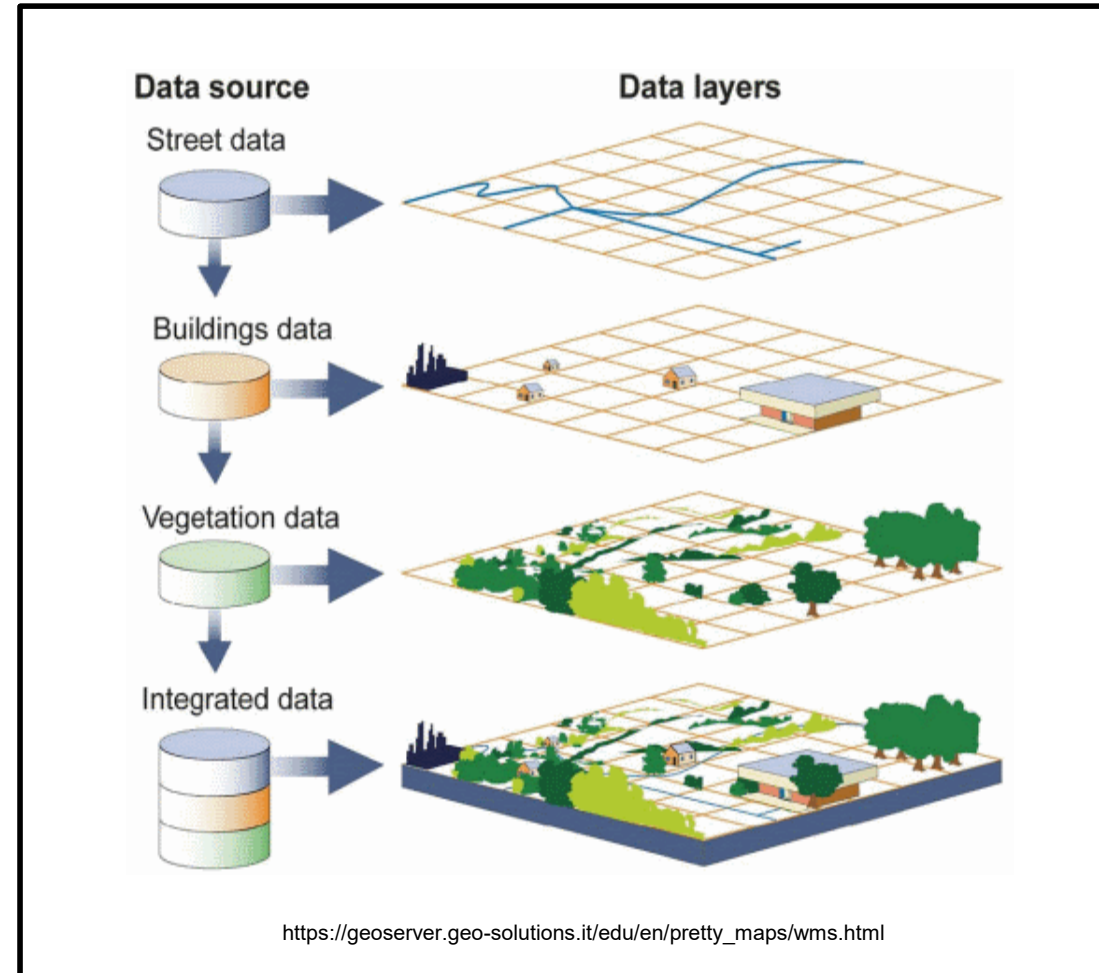 Data source
Data layers
Street data
Buildings data
Vegetation data
Integrated data
https://geoserver.geo-solutions.it/edu/en/pretty_maps/wms.html